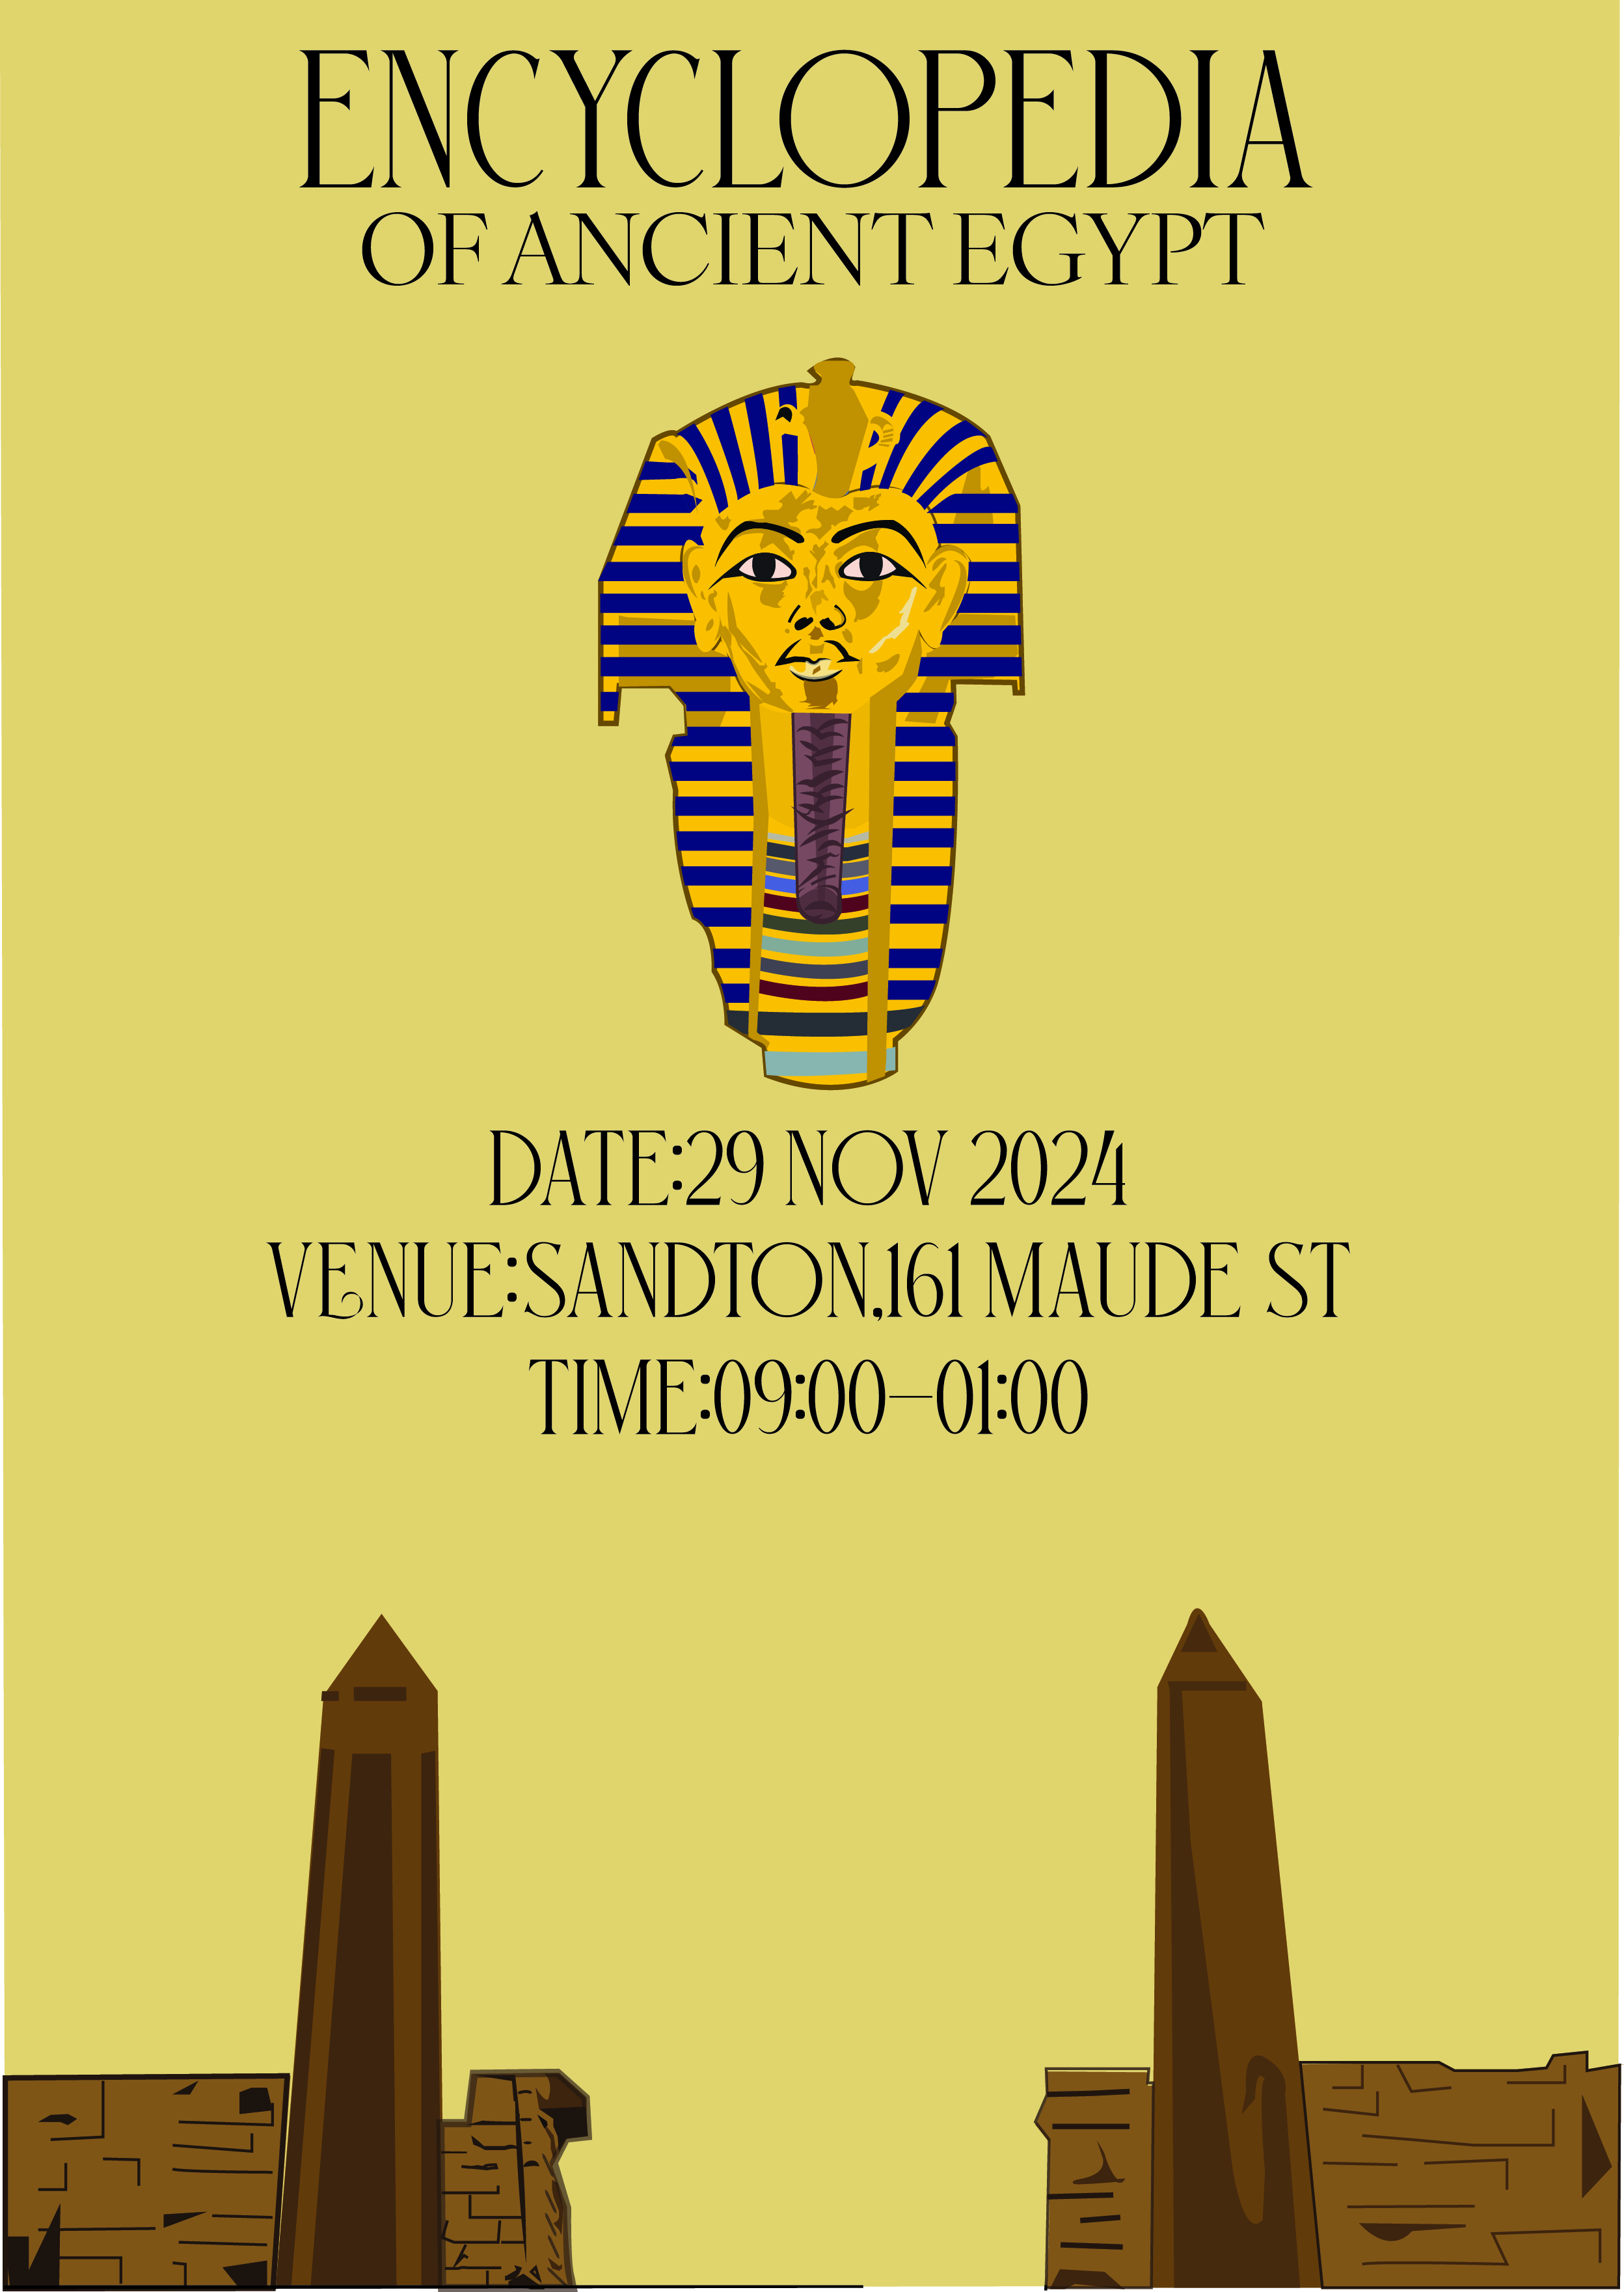 ENCYCLOPEDIA
OF ANCIENT EGYPT
DATE:29 NOV 2024
VENUE:SANDTON,161 MAUDE ST
TIME:09:00-01:00